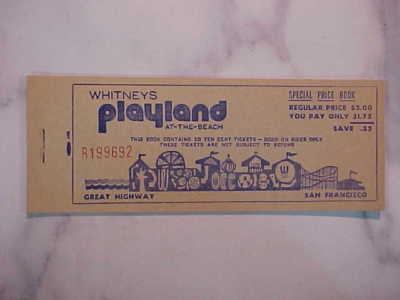 WHITNEYS
playland
AT-THE-BEACH
SPECIAL PRICE BOOK
REGULAR PRICE $2.00
YOU PAY ONLY $1.75
SAVE .25
THIS BOOK CONTAINS 20 TEN CENT TICKETS - GOOD ON RIDES ONLY
THESE TICKETS ARE NOT SUBJECT TO REFUND
R199692
GREAT HIGHWAY
SAN FRANCISCO